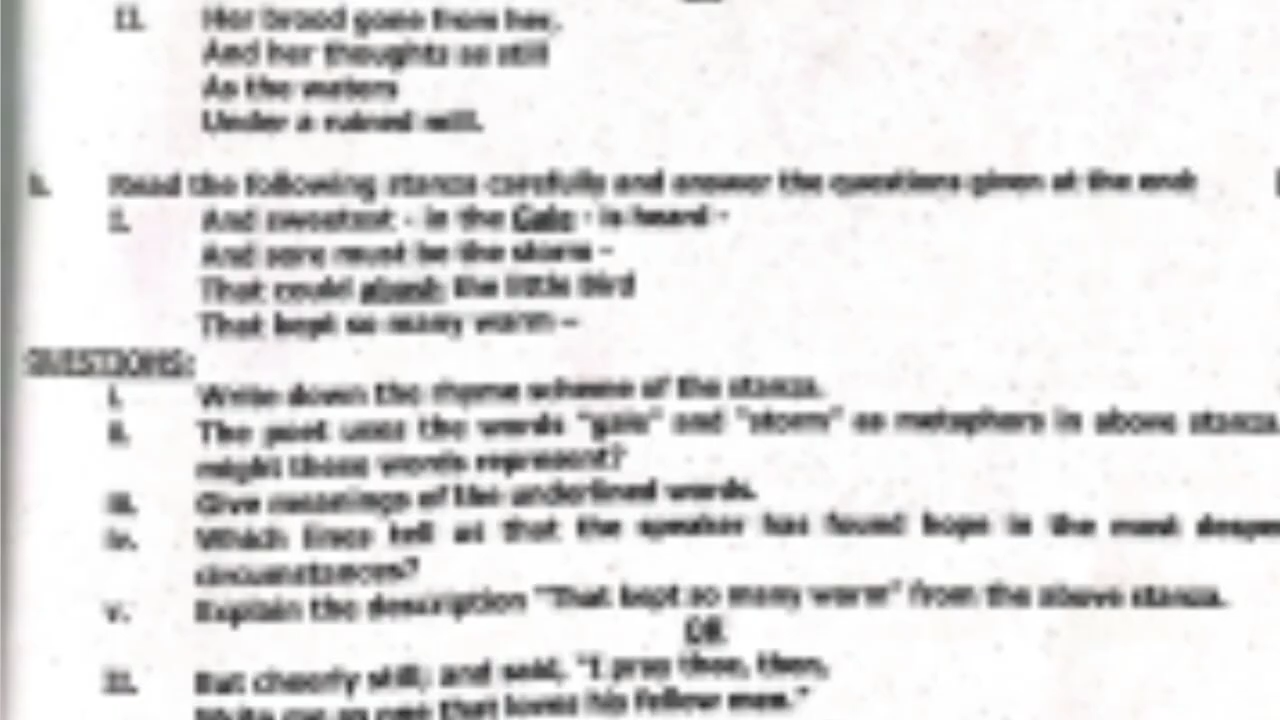 II. Her brood gone from her,
And her thoughts so still
As the waters
Under a ruined mill.
b. Read the following stanza carefully and answer the questions given at the end:
I. And sweetest - in the Gale - is heard -
And sore must be the storm -
That could abash the little Bird
That kept so many warm -
QUESTIONS:
i. Write down the rhyme scheme of the stanza.
ii. The poet uses the words "gale" and "storm" as metaphors in above stanza.
might these words represent?
iii. Give meanings of the underlined words.
iv. Which lines tell us that the speaker has found hope in the most
circumstances?
v. Explain the description "That kept so many warm" from the above stanza.
OR
II. But cheerly still; and said, "I pray thee, then,
Write me as one that loves his fellow men."